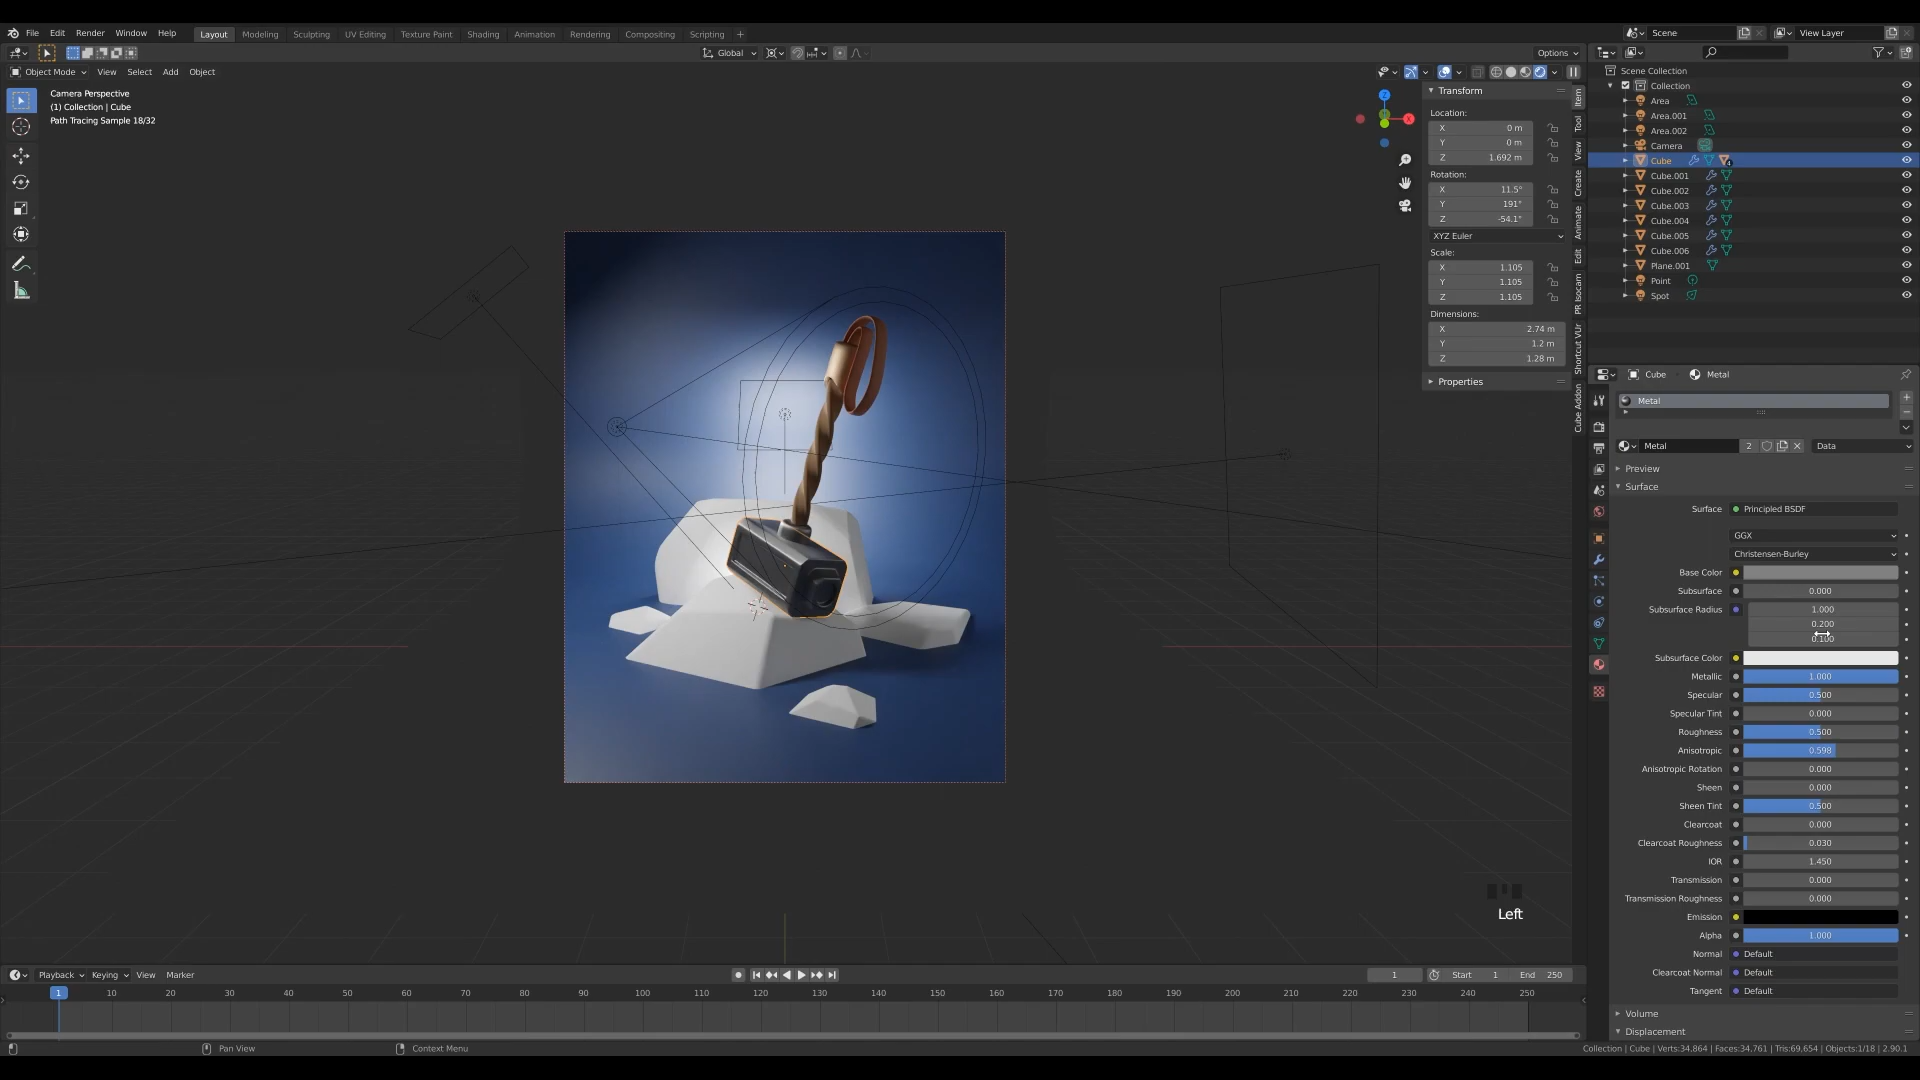 File Edit Render Window Help
Layout Modeling Sculpting UV Editing Texture Paint Shading Animation Rendering Compositing Scripting +
Scene
View Layer
Global
Options
Object Mode View Select Add Object
Camera Perspective
(1) Collection | Cube
Path Tracing Sample 18/32
Z
X
Transform
Location:
X 0 m
Y 0 m
Z 1.692 m
Rotation:
X 11.5°
Y 191°
Z -54.1°
XYZ Euler
Scale:
X 1.105
Y 1.105
Z 1.105
Dimensions:
X 2.74 m
Y 1.2 m
Z 1.28 m
Properties
Item
Tool
View
Create
Animate
Edit
PR Isocam
Shortcut VUr
Cube Addon
Scene Collection
Collection
Area
Area.001
Area.002
Camera
Cube
Cube.001
Cube.002
Cube.003
Cube.004
Cube.005
Cube.006
Plane.001
Point
Spot
Cube Metal
Metal
Metal 2 Data
Preview
Surface
Surface Principled BSDF
GGX
Christensen-Burley
Base Color
Subsurface 0.000
Subsurface Radius 1.000
0.200
0.100
Subsurface Color
Metallic 1.000
Specular 0.500
Specular Tint 0.000
Roughness 0.500
Anisotropic 0.598
Anisotropic Rotation 0.000
Sheen 0.000
Sheen Tint 0.500
Clearcoat 0.000
Clearcoat Roughness 0.030
IOR 1.450
Transmission 0.000
Transmission Roughness 0.000
Emission
Alpha 1.000
Normal Default
Clearcoat Normal Default
Tangent Default
Volume
Displacement
Left
Playback Keying View Marker
1 Start 1 End 250
1 10 20 30 40 50 60 70 80 90 100 110 120 130 140 150 160 170 180 190 200 210 220 230 240 250
Pan View
Context Menu
Collection | Cube | Verts:34,864 | Faces:34,761 | Tris:69,654 | Objects:1/18 | 2.90.1